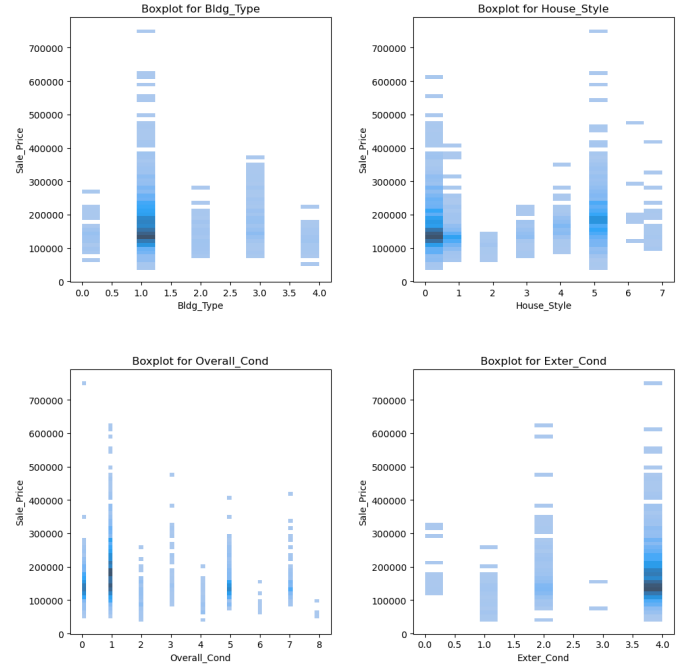 Boxplot for Bldg_Type
Sale_Price
700000
600000
500000
400000
300000
200000
100000
0
0.0 0.5 1.0 1.5 2.0 2.5 3.0 3.5 4.0
Bldg_Type
Boxplot for House_Style
Sale_Price
700000
600000
500000
400000
300000
200000
100000
0
0 1 2 3 4 5 6 7
House_Style
Boxplot for Overall_Cond
Sale_Price
700000
600000
500000
400000
300000
200000
100000
0
0 1 2 3 4 5 6 7 8
Overall_Cond
Boxplot for Exter_Cond
Sale_Price
700000
600000
500000
400000
300000
200000
100000
0
0.0 0.5 1.0 1.5 2.0 2.5 3.0 3.5 4.0
Exter_Cond